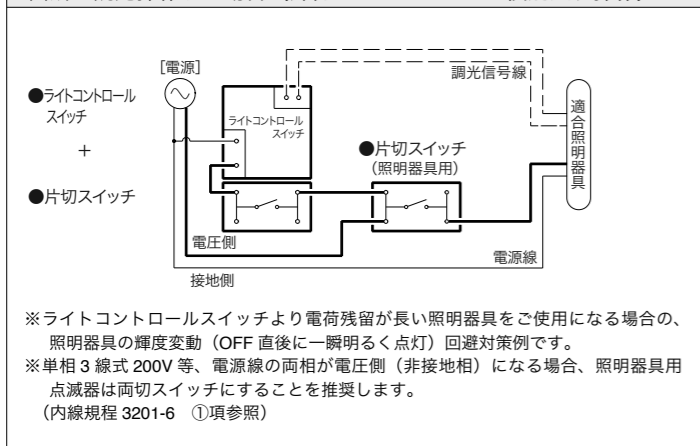 [電源]
調光信号線
●ライトコントロール
スイッチ
+
●片切スイッチ
ライトコントロール
スイッチ
●片切スイッチ
(照明器具用)
適合照明器具
電圧側
電源線
接地側
※ライトコントロールスイッチより電荷残留が長い照明器具をご使用になる場合の、
照明器具の輝度変動(OFF 直後に一瞬明るく点灯)回避対策例です。
※単相 3 線式 200V 等、電源線の両相が電圧側(非接地相)になる場合、照明器具用
点滅器は両切スイッチにすることを推奨します。
(内線規程 3201-6 ①項参照)